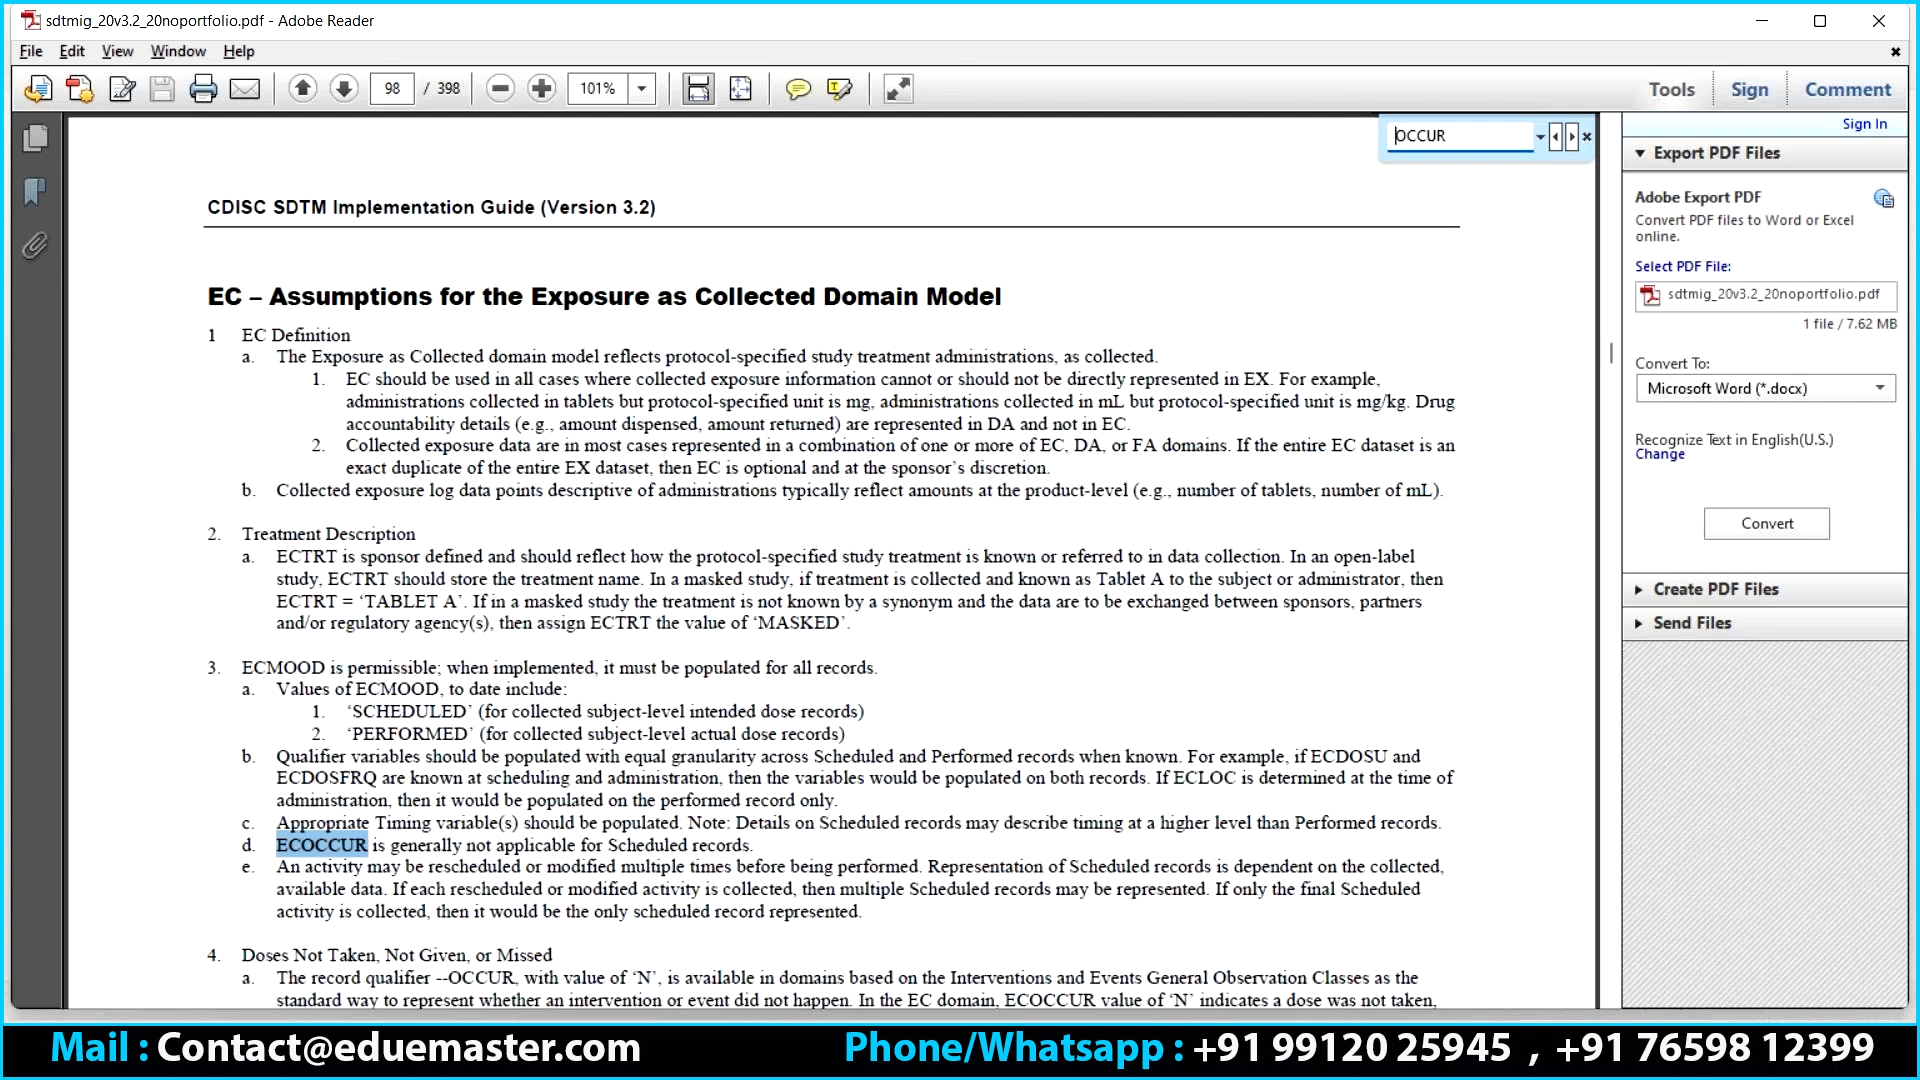 sdtmig_20v3.2_20noportfolio.pdf - Adobe Reader
File Edit View Window Help
98 / 398 101% Tools Sign Comment
OCCUR
Sign In
Export PDF Files
Adobe Export PDF
Convert PDF files to Word or Excel
online.
Select PDF File:
sdtmig_20v3.2_20noportfolio.pdf
1 file / 7.62 MB
Convert To:
Microsoft Word (*.docx)
Recognize Text in English(U.S.)
Change
Convert
Create PDF Files
Send Files
CDISC SDTM Implementation Guide (Version 3.2)
EC – Assumptions for the Exposure as Collected Domain Model
1 EC Definition
a. The Exposure as Collected domain model reflects protocol-specified study treatment administrations, as collected.
1. EC should be used in all cases where collected exposure information cannot or should not be directly represented in EX. For example,
administrations collected in tablets but protocol-specified unit is mg, administrations collected in mL but protocol-specified unit is mg/kg. Drug
accountability details (e.g., amount dispensed, amount returned) are represented in DA and not in EC.
2. Collected exposure data are in most cases represented in a combination of one or more of EC, DA, or FA domains. If the entire EC dataset is an
exact duplicate of the entire EX dataset, then EC is optional and at the sponsor’s discretion.
b. Collected exposure log data points descriptive of administrations typically reflect amounts at the product-level (e.g., number of tablets, number of mL).
2. Treatment Description
a. ECTRT is sponsor defined and should reflect how the protocol-specified study treatment is known or referred to in data collection. In an open-label
study, ECTRT should store the treatment name. In a masked study, if treatment is collected and known as Tablet A to the subject or administrator, then
ECTRT = ‘TABLET A’. If in a masked study the treatment is not known by a synonym and the data are to be exchanged between sponsors, partners
and/or regulatory agency(s), then assign ECTRT the value of ‘MASKED’.
3. ECMOOD is permissible; when implemented, it must be populated for all records.
a. Values of ECMOOD, to date include:
1. ‘SCHEDULED’ (for collected subject-level intended dose records)
2. ‘PERFORMED’ (for collected subject-level actual dose records)
b. Qualifier variables should be populated with equal granularity across Scheduled and Performed records when known. For example, if ECDOSU and
ECDOSFRQ are known at scheduling and administration, then the variables would be populated on both records. If ECLOC is determined at the time of
administration, then it would be populated on the performed record only.
c. Appropriate Timing variable(s) should be populated. Note: Details on Scheduled records may describe timing at a higher level than Performed records.
d. ECOCCUR is generally not applicable for Scheduled records.
e. An activity may be rescheduled or modified multiple times before being performed. Representation of Scheduled records is dependent on the collected,
available data. If each rescheduled or modified activity is collected, then multiple Scheduled records may be represented. If only the final Scheduled
activity is collected, then it would be the only scheduled record represented.
4. Doses Not Taken, Not Given, or Missed
a. The record qualifier --OCCUR, with value of ‘N’, is available in domains based on the Interventions and Events General Observation Classes as the
standard way to represent whether an intervention or event did not happen. In the EC domain, ECOCCUR value of ‘N’ indicates a dose was not taken,
Mail : Contact@eduemaster.com Phone/Whatsapp : +91 99120 25945 , +91 76598 12399